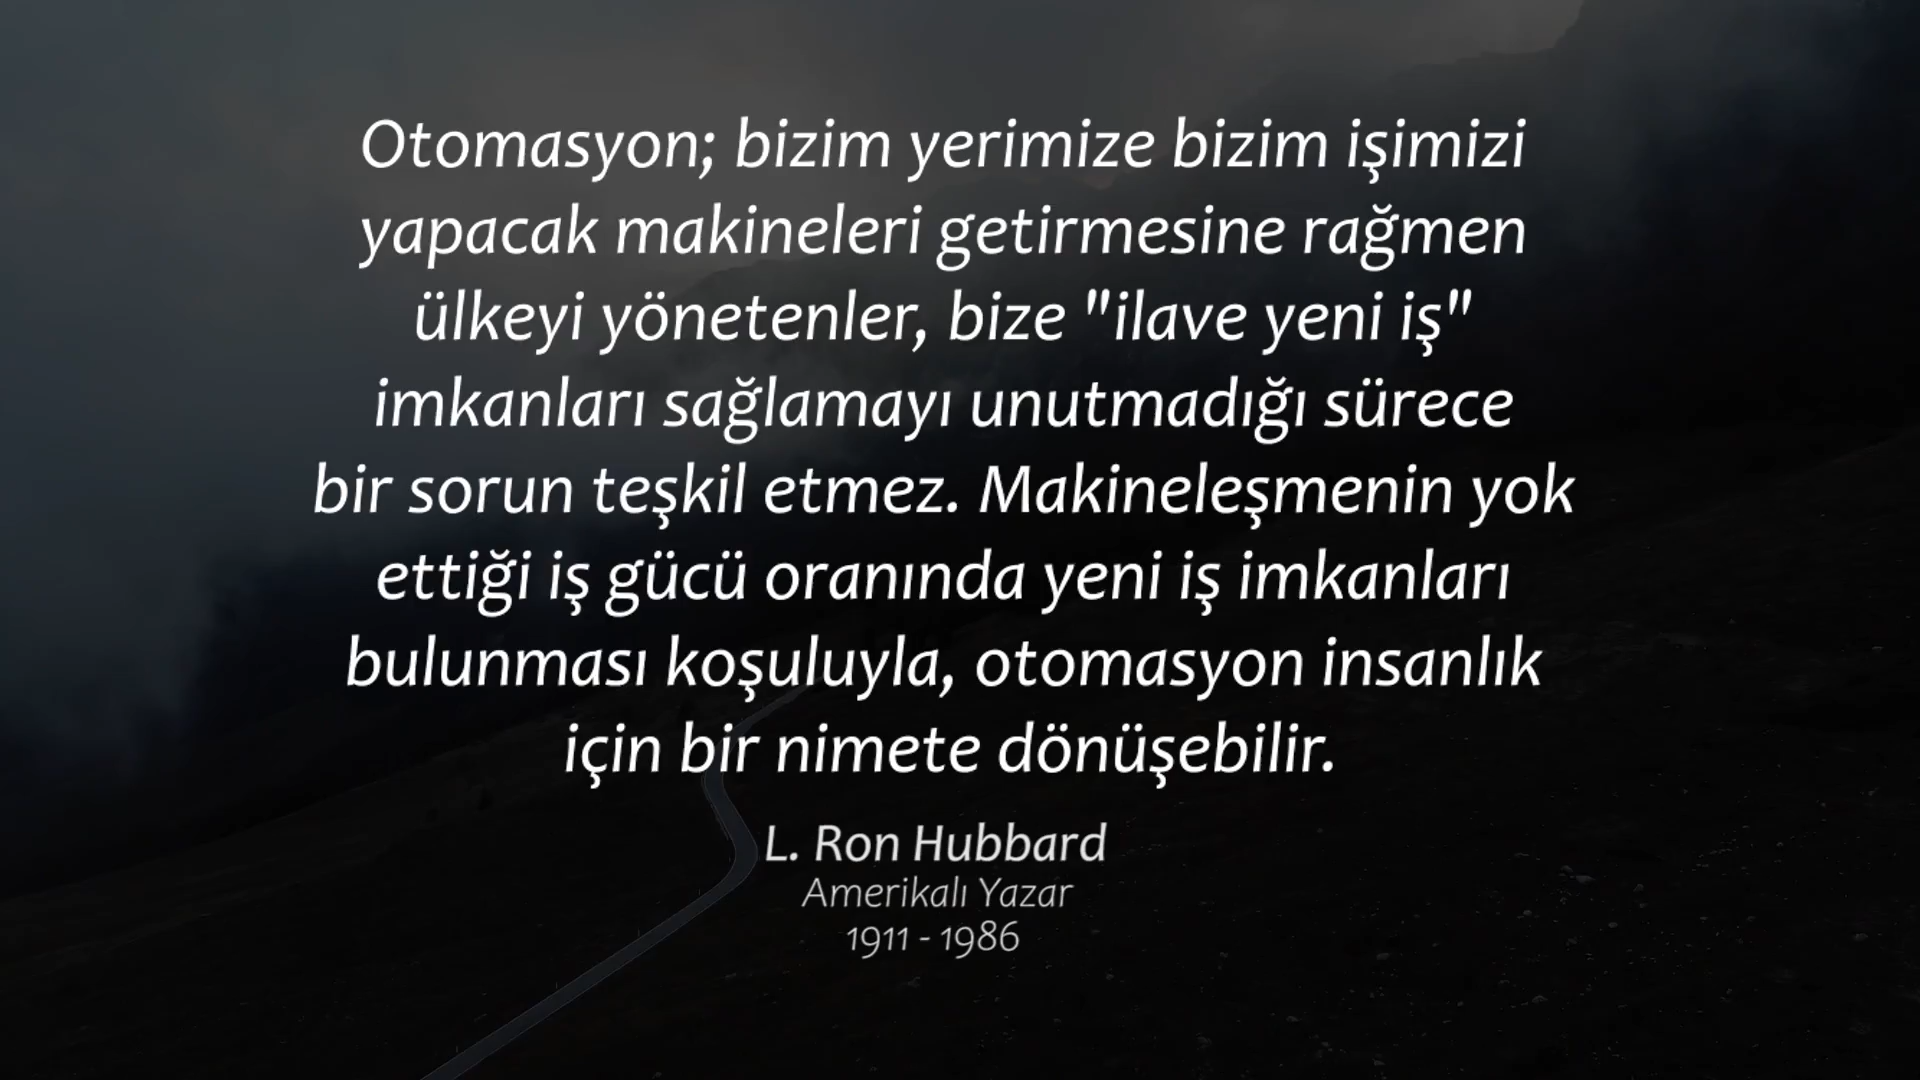 Otomasyon; bizim yerimize bizim işimizi
yapacak makineleri getirmesine rağmen
ülkeyi yönetenler, bize "ilave yeni iş"
imkanları sağlamayı unutmadığı sürece
bir sorun teşkil etmez. Makineleşmenin yok
ettiği iş gücü oranında yeni iş imkanları
bulunması koşuluyla, otomasyon insanlık
için bir nimete dönüşebilir.
L. Ron Hubbard
Amerikalı Yazar
1911 - 1986